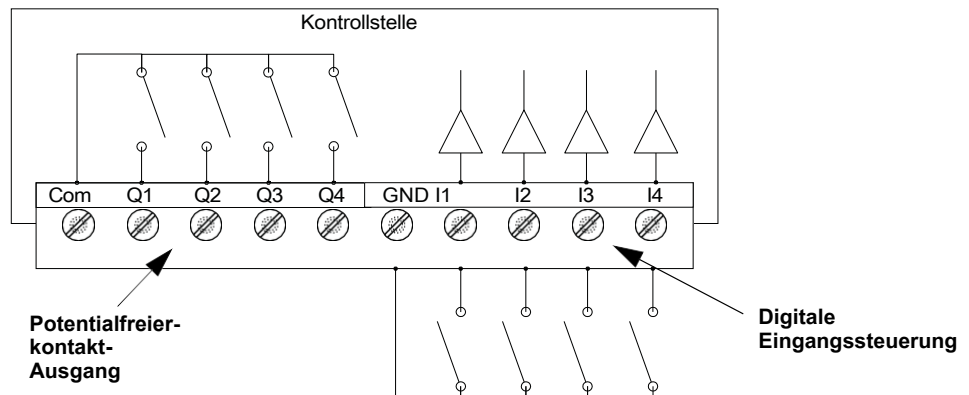 Kontrollstelle
Com Q1 Q2 Q3 Q4 GND I1 I2 I3 I4
Potentialfreier-
kontakt-
Ausgang
Digitale
Eingangssteuerung